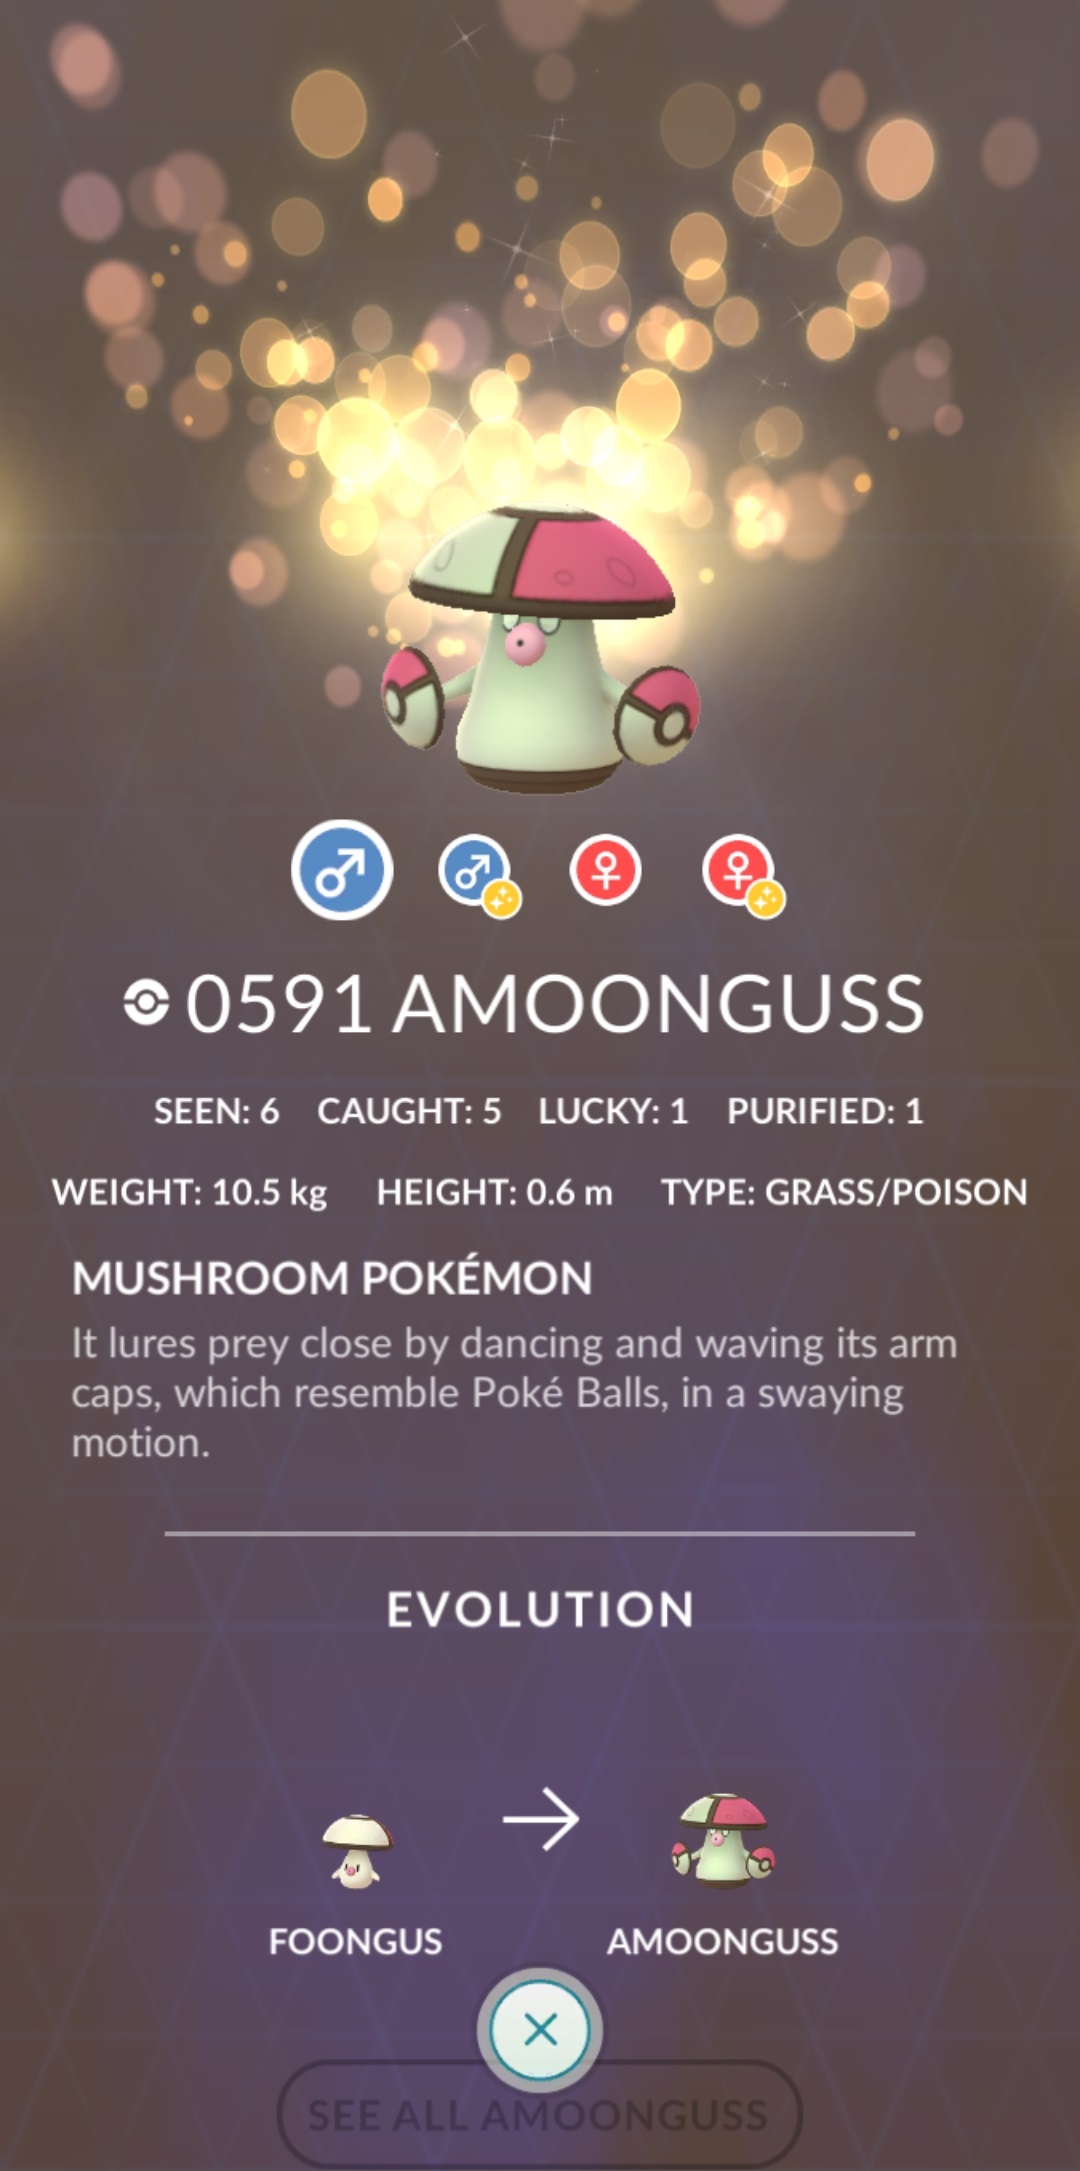 0591 AMOONGUSS
SEEN: 6 CAUGHT: 5 LUCKY: 1 PURIFIED: 1
WEIGHT: 10.5 kg HEIGHT: 0.6 m TYPE: GRASS/POISON
MUSHROOM POKÉMON
It lures prey close by dancing and waving its arm
caps, which resemble Poké Balls, in a swaying
motion.
EVOLUTION
FOONGUS AMOONGUSS
SEE ALL AMOONGUSS